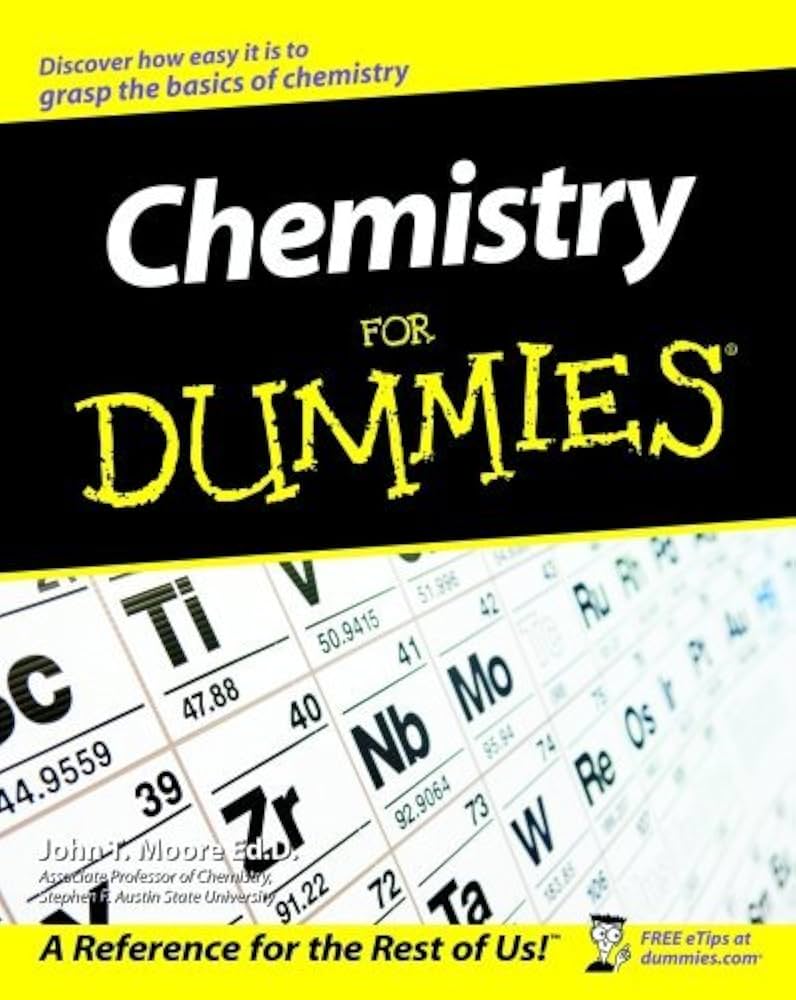 Discover how easy it is to
grasp the basics of chemistry
Chemistry
FOR
DUMMIES®
Ti
V
51.996
50.9415
42
43
Ru
Rh
Pd
47.88
41
Mo
40
Nb
95.94
75
Os
Ir
Pt
Au
44.9559
39
Zr
92.9064
74
Re
73
W
John T. Moore Ed.D.
Associate Professor of Chemistry,
Stephen F. Austin State University
91.22
72
Ta
A Reference for the Rest of Us!™
FREE eTips at
dummies.com®